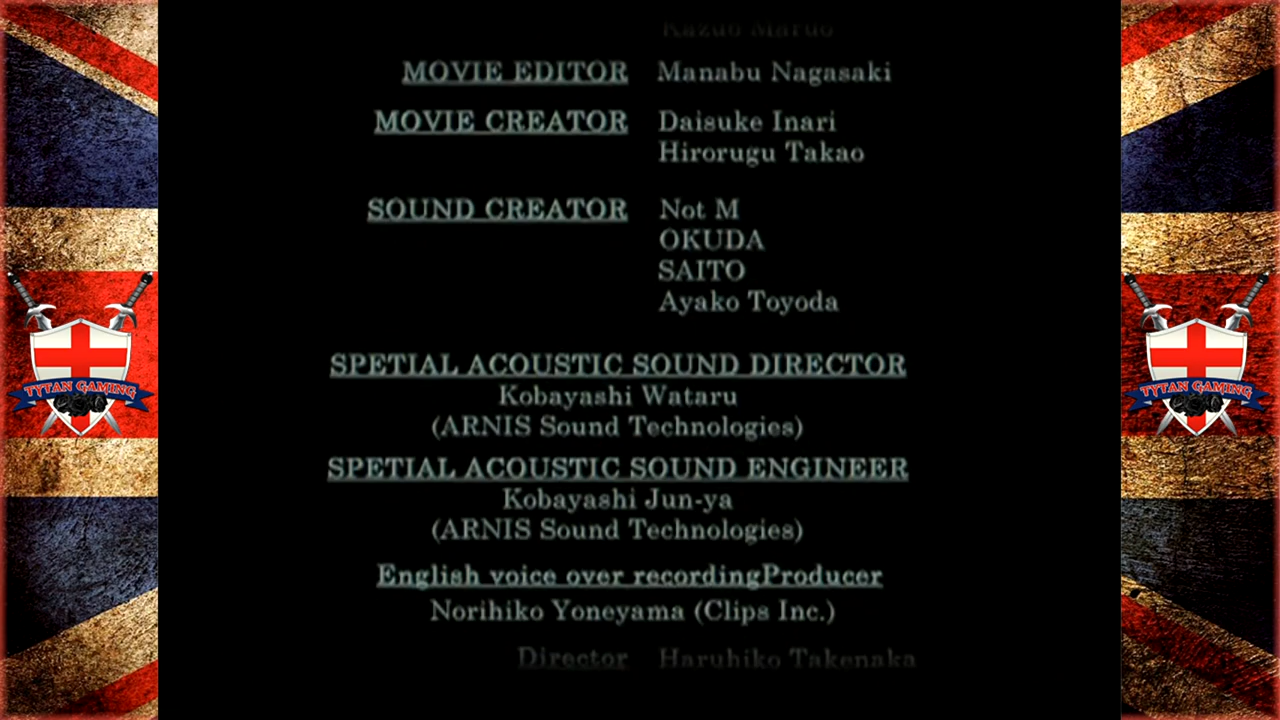 Kazuo Maruo
MOVIE EDITOR Manabu Nagasaki
MOVIE CREATOR Daisuke Inari
Hirorugu Takao
SOUND CREATOR Not M
OKUDA
SAITO
Ayako Toyoda
SPETIAL ACOUSTIC SOUND DIRECTOR
Kobayashi Wataru
(ARNIS Sound Technologies)
SPETIAL ACOUSTIC SOUND ENGINEER
Kobayashi Jun-ya
(ARNIS Sound Technologies)
English voice over recordingProducer
Norihiko Yoneyama (Clips Inc.)
Director Haruhiko Takenaka
TYTAN GAMING
TYTAN GAMING